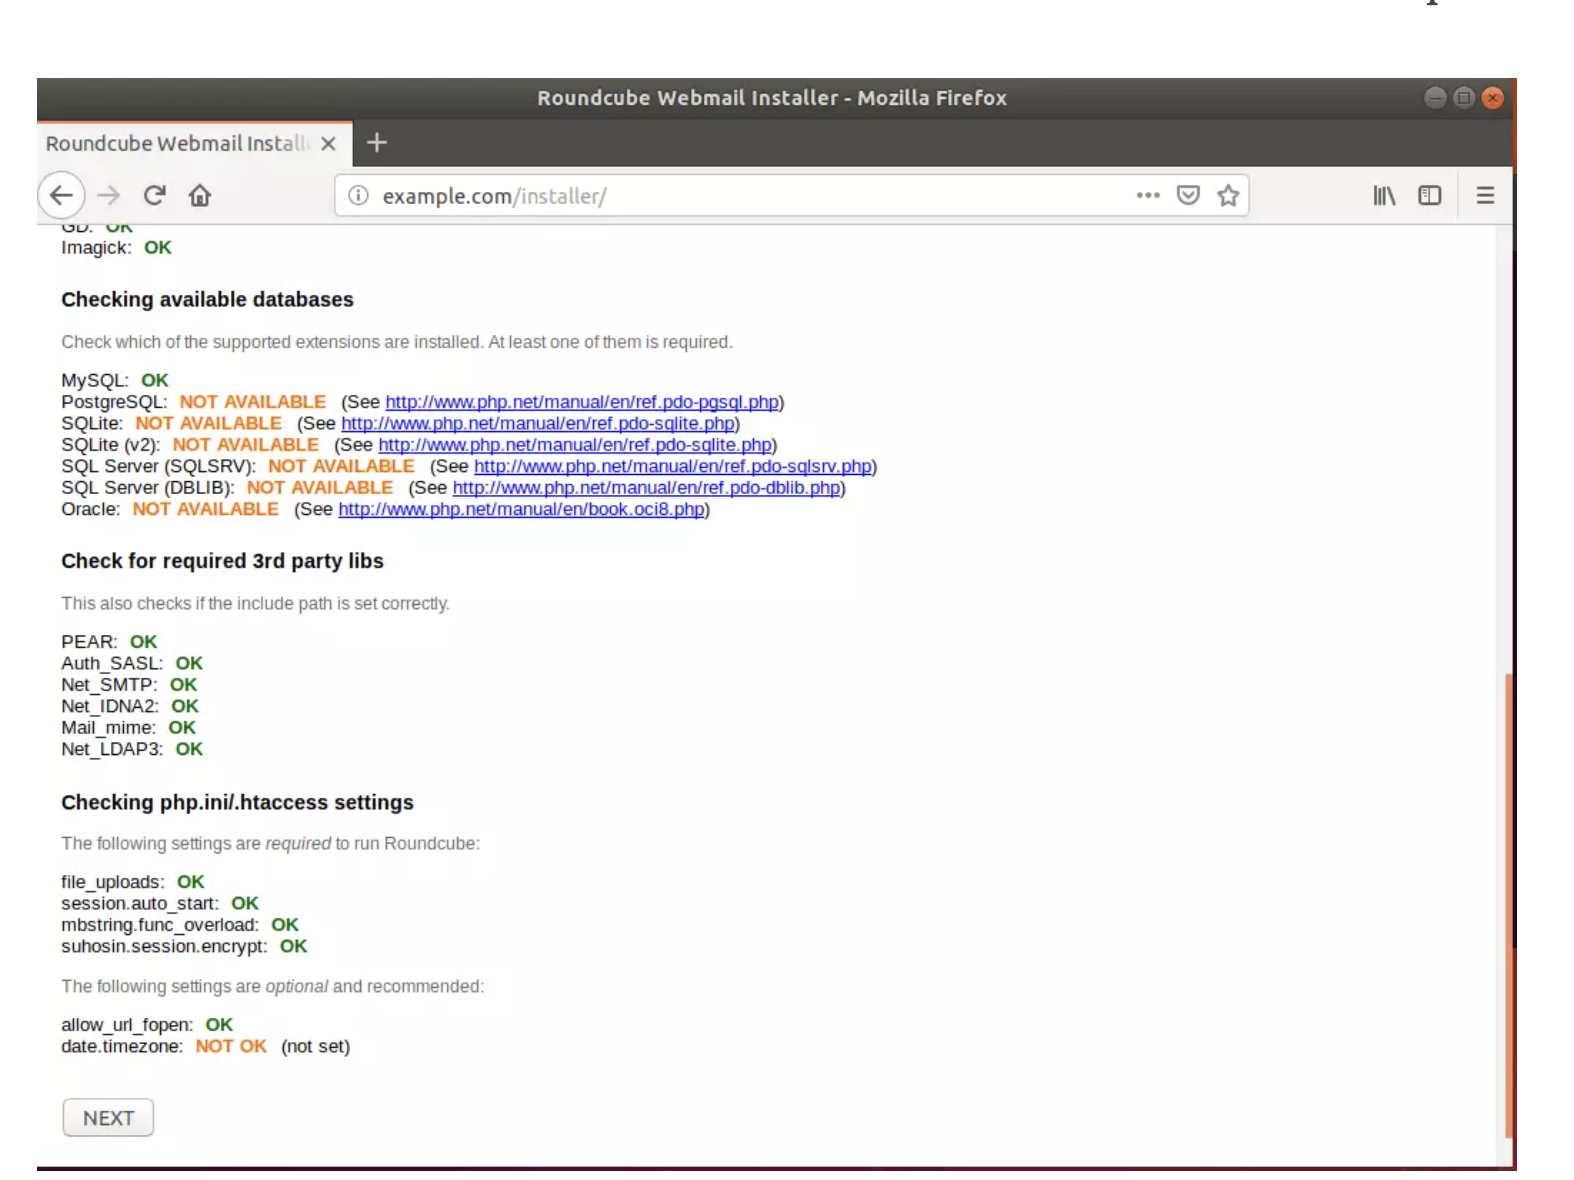 Roundcube Webmail Installer - Mozilla Firefox
Roundcube Webmail Install
example.com/installer/
GD: OK
Imagick: OK
Checking available databases
Check which of the supported extensions are installed. At least one of them is required.
MySQL: OK
PostgreSQL: NOT AVAILABLE (See http://www.php.net/manual/en/ref.pdo-pgsql.php)
SQLite: NOT AVAILABLE (See http://www.php.net/manual/en/ref.pdo-sqlite.php)
SQLite (v2): NOT AVAILABLE (See http://www.php.net/manual/en/ref.pdo-sqlite.php)
SQL Server (SQLSRV): NOT AVAILABLE (See http://www.php.net/manual/en/ref.pdo-sqlsrv.php)
SQL Server (DBLIB): NOT AVAILABLE (See http://www.php.net/manual/en/ref.pdo-dblib.php)
Oracle: NOT AVAILABLE (See http://www.php.net/manual/en/book.oci8.php)
Check for required 3rd party libs
This also checks if the include path is set correctly.
PEAR: OK
Auth_SASL: OK
Net_SMTP: OK
Net_IDNA2: OK
Mail_mime: OK
Net_LDAP3: OK
Checking php.ini/.htaccess settings
The following settings are required to run Roundcube:
file_uploads: OK
session.auto_start: OK
mbstring.func_overload: OK
suhosin.session.encrypt: OK
The following settings are optional and recommended:
allow_url_fopen: OK
date.timezone: NOT OK (not set)
NEXT